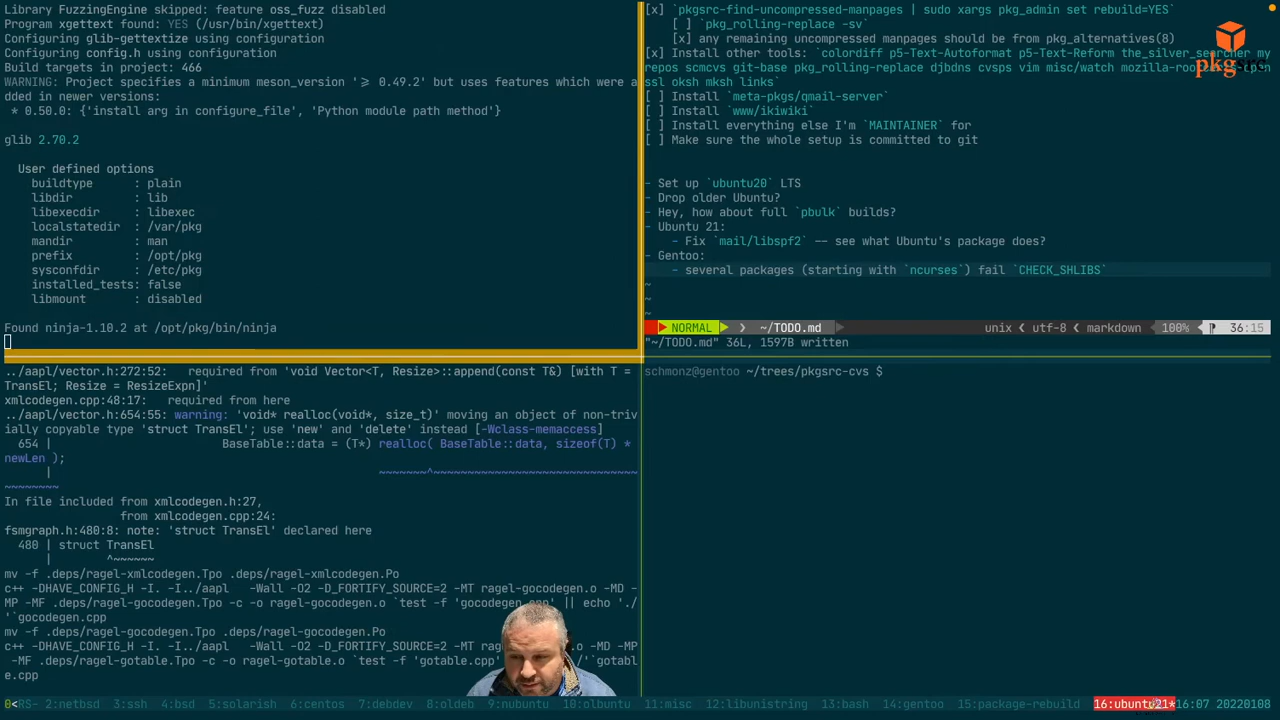 Library FuzzingEngine skipped: feature oss_fuzz disabled
Program xgettext found: YES (/usr/bin/xgettext)
Configuring glib-gettextize using configuration
Configuring config.h using configuration
Build targets in project: 466
WARNING: Project specifies a minimum meson_version '>= 0.49.2' but uses features which were a
dded in newer versions:
 * 0.50.0: {'install arg in configure_file', 'Python module path method'}
glib 2.70.2
User defined options
buildtype : plain
libdir : lib
libexecdir : libexec
localstatedir : /var/pkg
mandir : man
prefix : /opt/pkg
sysconfdir : /etc/pkg
installed_tests: false
libmount : disabled
Found ninja-1.10.2 at /opt/pkg/bin/ninja
[x] `pkgsrc-find-uncompressed-manpages | sudo xargs pkg_admin set rebuild=YES`
[ ] `pkg_rolling-replace -sv`
[x] any remaining uncompressed manpages should be from pkg_alternatives(8)
[x] Install other tools: `colordiff p5-Text-Autoformat p5-Text-Reform the_silver_searcher my
repos scmcvs git-base pkg_rolling-replace djbdns cvsps vim misc/watch
ssl oksh mksh links`
[ ] Install `meta-pkgs/qmail-server`
[ ] Install `www/ikiwiki`
[ ] Install everything else I'm `MAINTAINER` for
[ ] Make sure the whole setup is committed to git
- Set up `ubuntu20` LTS
- Drop older Ubuntu?
- Hey, how about full `pbulk` builds?
- Ubuntu 21:
- Fix `mail/libspf2` -- see what Ubuntu's package does?
- Gentoo:
- several packages (starting with `ncurses`) fail `CHECK_SHLIBS`
~
~
~
NORMAL ~/TODO.md unix utf-8 markdown 100% 36:15
"~/TODO.md" 36L, 1597B written
pkgsrc
../aapl/vector.h:272:52:   required from 'void Vector<T, Resize>::append(const T&) [with T =
TransEl; Resize = ResizeExpn]'
xmlcodegen.cpp:48:17:   required from here
../aapl/vector.h:654:55: warning: 'void* realloc(void*, size_t)' moving an object of non-triv
ially copyable type 'struct TransEl'; use 'new' and 'delete' instead [-Wclass-memaccess]
654 | BaseTable::data = (T*) realloc( BaseTable::data, sizeof(T) *
newLen );
|
~~~~~~~^~~~~~~~~~~~~~~~~~~~~~~~~~~~~~~
~~~~~~~~
In file included from xmlcodegen.h:27,
from xmlcodegen.cpp:24:
fsmgraph.h:480:8: note: 'struct TransEl' declared here
480 | struct TransEl
| ^~~~~~~
mv -f .deps/ragel-xmlcodegen.Tpo .deps/ragel-xmlcodegen.Po
c++ -DHAVE_CONFIG_H -I. -I../aapl   -Wall -O2 -D_FORTIFY_SOURCE=2 -MT ragel-gocodegen.o -MD -
MP -MF .deps/ragel-gocodegen.Tpo -c -o ragel-gocodegen.o `test -f 'gocodegen.cpp' || echo './
'`gocodegen.cpp
mv -f .deps/ragel-gocodegen.Tpo .deps/ragel-gocodegen.Po
c++ -DHAVE_CONFIG_H -I. -I../aapl   -Wall -O2 -D_FORTIFY_SOURCE=2 -MT ragel-gotable.o -MD -MP
-MF .deps/ragel-gotable.Tpo -c -o ragel-gotable.o `test -f 'gotable.cpp' './'`gotabl
e.cpp
schmonz@gentoo ~/trees/pkgsrc-cvs $
0<RS- 2:netbsd 3:ssh 4:bsd 5:solarish 6:centos 7:debdev 8:oldeb 9:nubuntu 10:olbuntu 11:misc 12:libunistring 13:bash 14:gentoo 15:package-rebuild 16:ubuntu21* 16:07 20220108